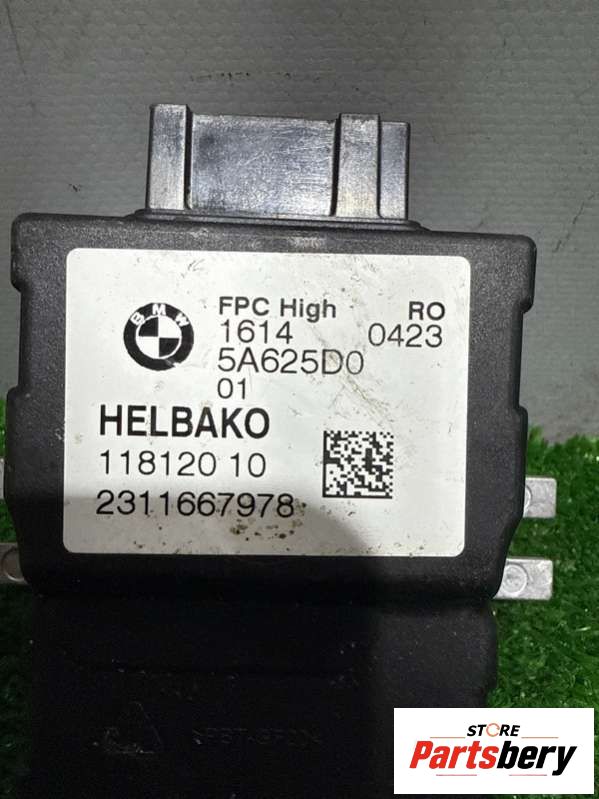 BMW
FPC High RO
1614 0423
5A625D0
01
HELBAKO
118120 10
2311667978
STORE
Partsbery